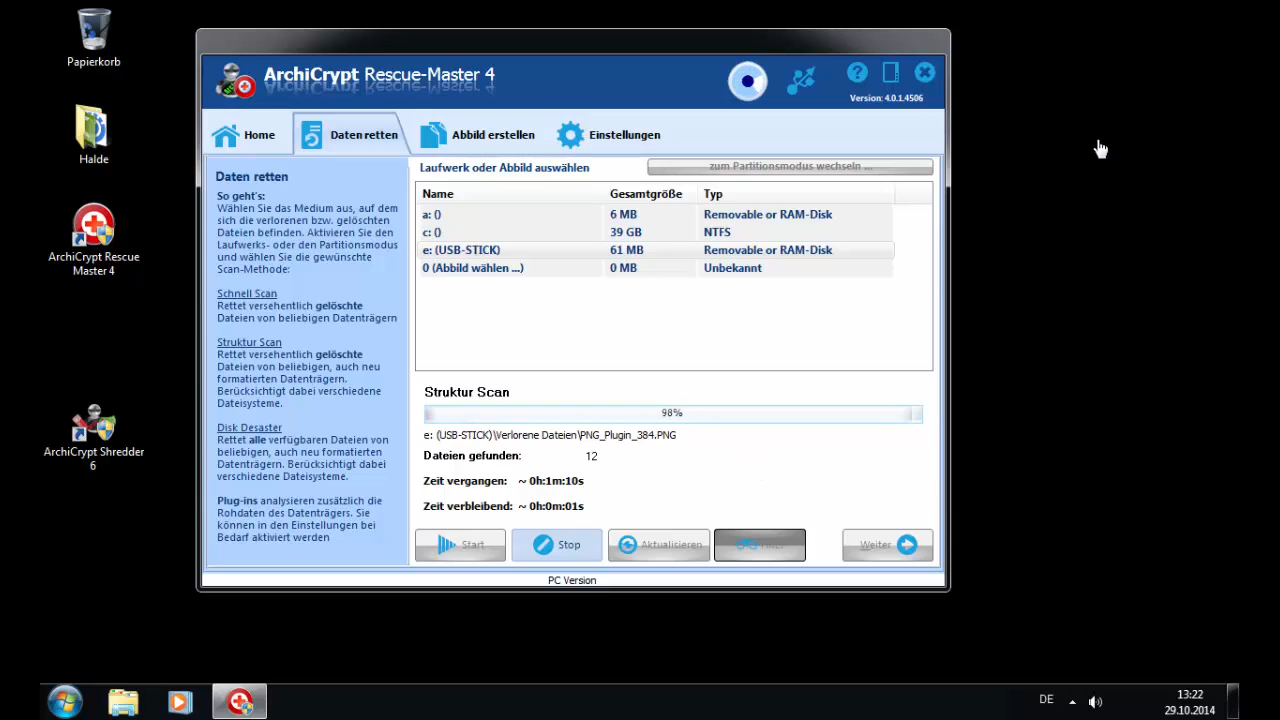 Papierkorb
Halde
ArchiCrypt Rescue
Master 4
ArchiCrypt Shredder
6
ArchiCrypt Rescue-Master 4
Version: 4.0.1.4506
Home
Daten retten
Abbild erstellen
Einstellungen
Daten retten
So geht's:
Wählen Sie das Medium aus, auf dem
sich die verlorenen bzw. gelöschten
Dateien befinden. Aktivieren Sie den
Laufwerks- oder den Partitionsmodus
und wählen Sie die gewünschte
Scan-Methode:
Schnell Scan
Rettet versehentlich gelöschte
Dateien von beliebigen Datenträgern
Struktur Scan
Rettet versehentlich gelöschte
Dateien von beliebigen, auch neu
formatierten Datenträgern.
Berücksichtigt dabei verschiedene
Dateisysteme.
Disk Desaster
Rettet alle verfügbaren Dateien von
beliebigen, auch neu formatierten
Datenträgern. Berücksichtigt dabei
verschiedene Dateisysteme.
Plug-ins analysieren zusätzlich die
Rohdaten des Datenträgers. Sie
können in den Einstellungen bei
Bedarf aktiviert werden
Laufwerk oder Abbild auswählen
zum Partitionsmodus wechseln ...
Name Gesamtgröße Typ
a: () 6 MB Removable or RAM-Disk
c: () 39 GB NTFS
e: (USB-STICK) 61 MB Removable or RAM-Disk
0 (Abbild wählen ...) 0 MB Unbekannt
Struktur Scan
98%
e: (USB-STICK)\Verlorene Dateien\PNG_Plugin_384.PNG
Dateien gefunden: 12
Zeit vergangen: ~ 0h:1m:10s
Zeit verbleibend: ~ 0h:0m:01s
Start
Stop
Aktualisieren
Weiter
PC Version
DE
13:22
29.10.2014